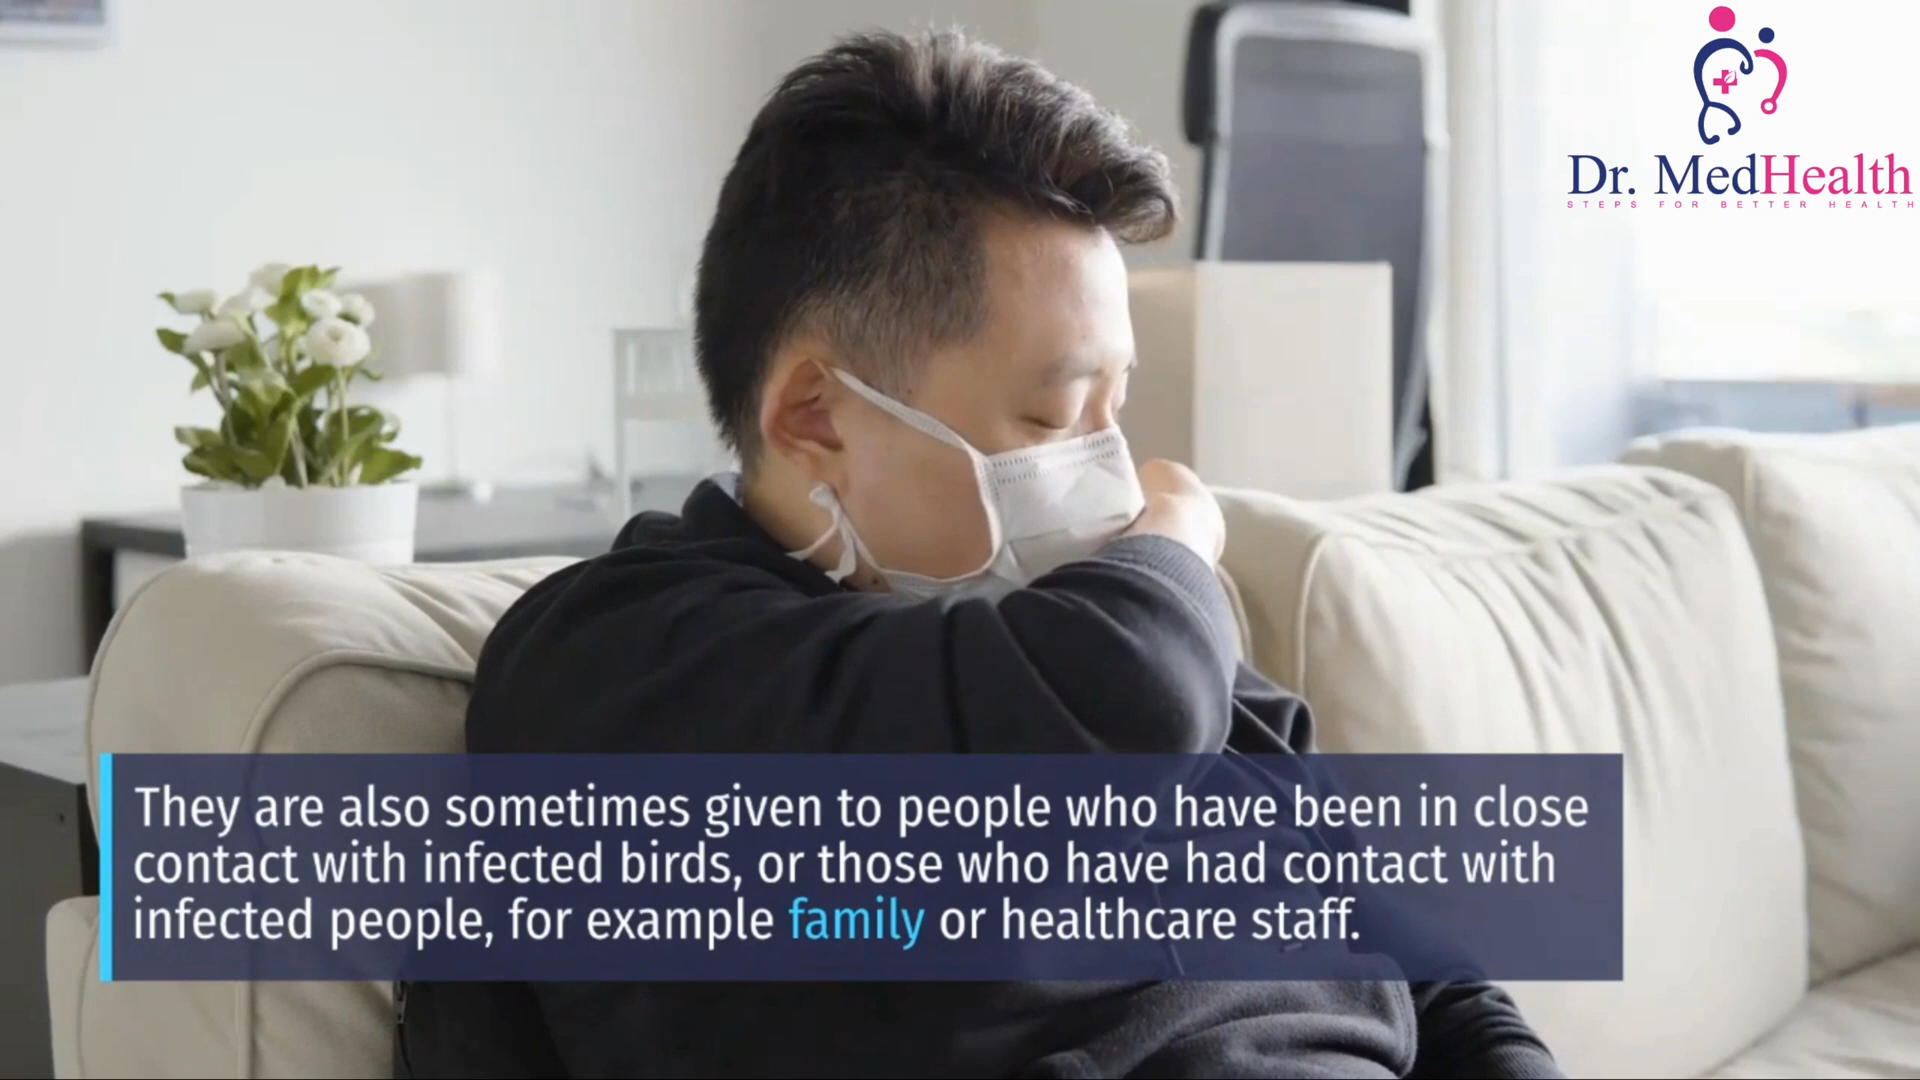 Dr. MedHealth
STEPS FOR BETTER HEALTH
They are also sometimes given to people who have been in close
contact with infected birds, or those who have had contact with
infected people, for example family or healthcare staff.